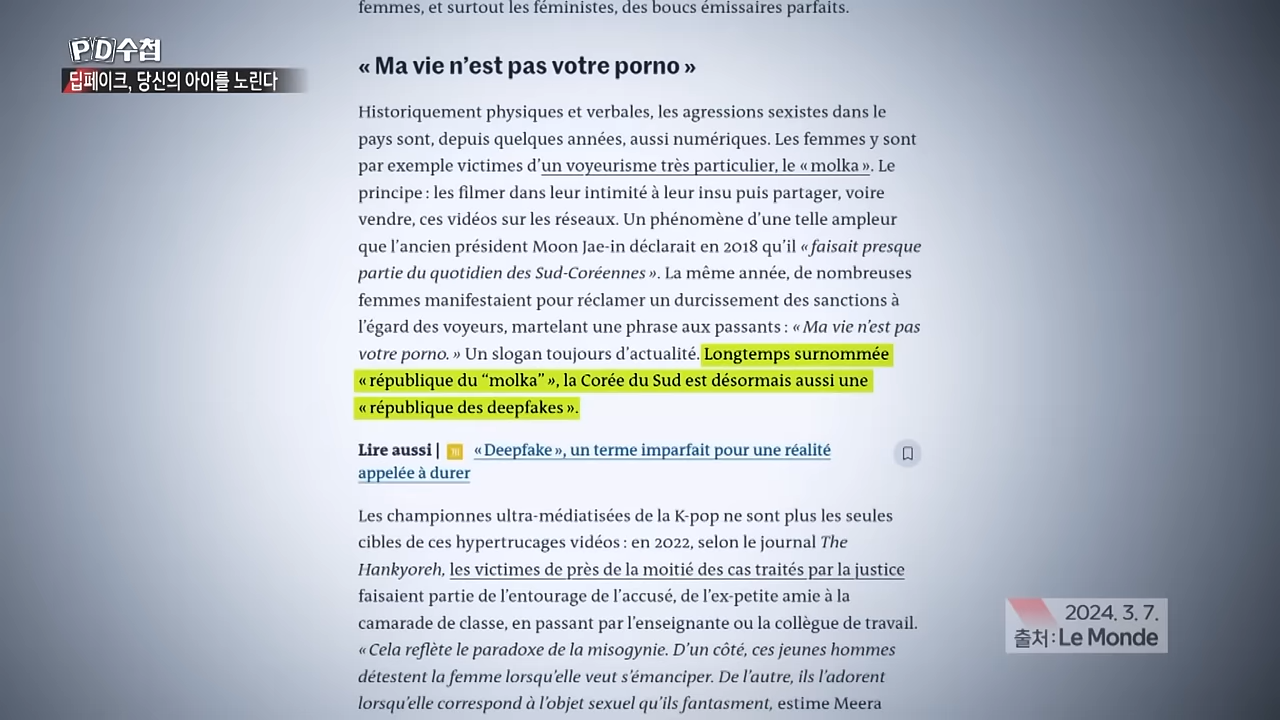 PD수첩
딥페이크, 당신의 아이를 노린다
femmes, et surtout les féministes, des boucs émissaires parfaits.
« Ma vie n’est pas votre porno »
Historiquement physiques et verbales, les agressions sexistes dans le
pays sont, depuis quelques années, aussi numériques. Les femmes y sont
par exemple victimes d’un voyeurisme très particulier, le « molka ». Le
principe : les filmer dans leur intimité à leur insu puis partager, voire
vendre, ces vidéos sur les réseaux. Un phénomène d’une telle ampleur
que l’ancien président Moon Jae-in déclarait en 2018 qu’il « faisait presque
partie du quotidien des Sud-Coréennes ». La même année, de nombreuses
femmes manifestaient pour réclamer un durcissement des sanctions à
l’égard des voyeurs, martelant une phrase aux passants : « Ma vie n’est pas
votre porno. » Un slogan toujours d’actualité. Longtemps surnommée
« république du “molka” », la Corée du Sud est désormais aussi une
« république des deepfakes ».
Lire aussi | « Deepfake », un terme imparfait pour une réalité
appelée à durer
Les championnes ultra-médiatisées de la K-pop ne sont plus les seules
cibles de ces hypertrucages vidéos : en 2022, selon le journal The
Hankyoreh, les victimes de près de la moitié des cas traités par la justice
faisaient partie de l’entourage de l’accusé, de l’ex-petite amie à la
camarade de classe, en passant par l’enseignante ou la collègue de travail.
« Cela reflète le paradoxe de la misogynie. D’un côté, ces jeunes hommes
détestent la femme lorsqu’elle veut s’émanciper. De l’autre, ils l’adorent
lorsqu’elle correspond à l’objet sexuel qu’ils fantasment, estime Meera
2024. 3. 7.
출처: Le Monde